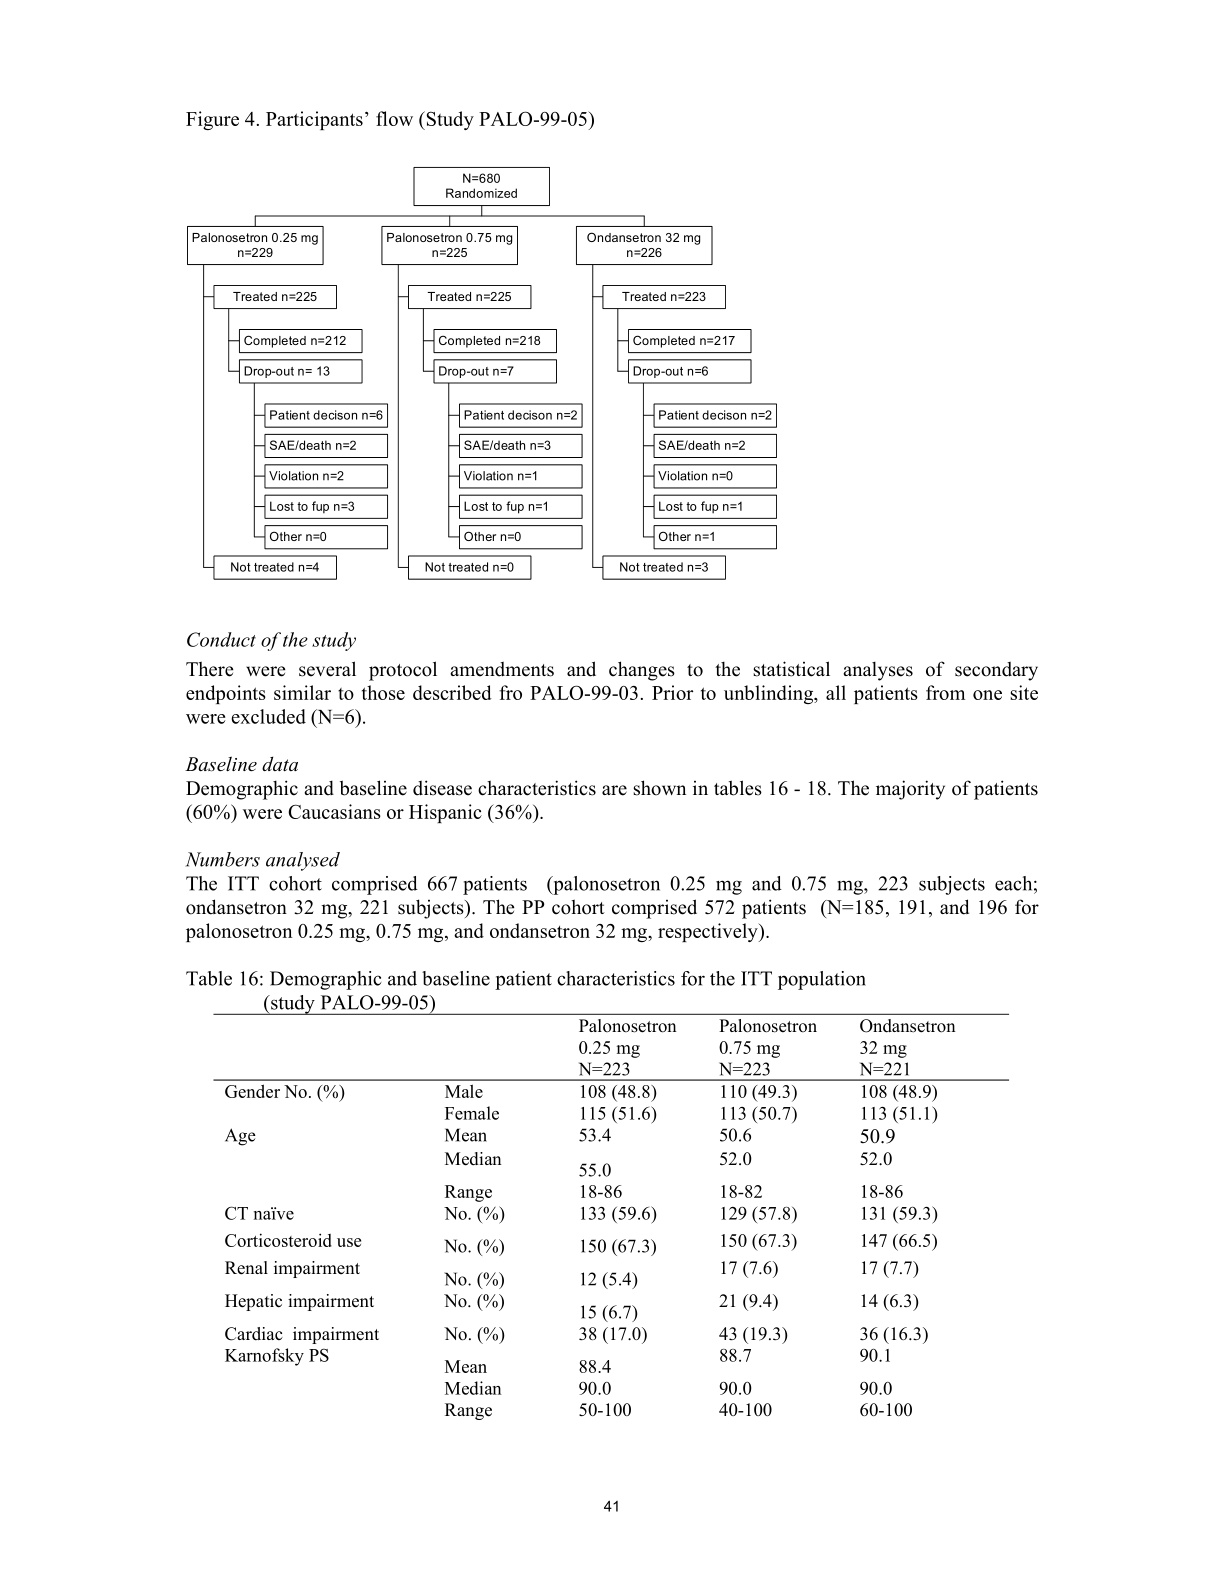 Figure 4. Participants' flow (Study PALO-99-05)
N=680
Randomized
Palonosetron 0.25 mg
n=229
Palonosetron 0.75 mg
n=225
Ondansetron 32 mg
n=226
Treated n=225
Treated n=225
Treated n=223
Completed n=212
Completed n=218
Completed n=217
Drop-out n= 13
Drop-out n=7
Drop-out n=6
Patient decison n=6
Patient decison n=2
Patient decison n=2
SAE/death n=2
SAE/death n=3
SAE/death n=2
Violation n=2
Violation n=1
Violation n=0
Lost to fup n=3
Lost to fup n=1
Lost to fup n=1
Other n=0
Other n=0
Other n=1
Not treated n=4
Not treated n=0
Not treated n=3
Conduct of the study
There were several protocol amendments and changes to the statistical analyses of secondary
endpoints similar to those described fro PALO-99-03. Prior to unblinding, all patients from one site
were excluded (N=6).
Baseline data
Demographic and baseline disease characteristics are shown in tables 16 - 18. The majority of patients
(60%) were Caucasians or Hispanic (36%).
Numbers analysed
The ITT cohort comprised 667 patients (palonosetron 0.25 mg and 0.75 mg, 223 subjects each;
ondansetron 32 mg, 221 subjects). The PP cohort comprised 572 patients (N=185, 191, and 196 for
palonosetron 0.25 mg, 0.75 mg, and ondansetron 32 mg, respectively).
Table 16: Demographic and baseline patient characteristics for the ITT population
(study PALO-99-05)
Palonosetron Palonosetron Ondansetron
0.25 mg 0.75 mg 32 mg
N=223 N=223 N=221
Gender No. (%) Male 108 (48.8) 110 (49.3) 108 (48.9)
Female 115 (51.6) 113 (50.7) 113 (51.1)
Age Mean 53.4 50.6 50.9
Median 55.0 52.0 52.0
Range 18-86 18-82 18-86
CT naïve No. (%) 133 (59.6) 129 (57.8) 131 (59.3)
Corticosteroid use No. (%) 150 (67.3) 150 (67.3) 147 (66.5)
Renal impairment No. (%) 12 (5.4) 17 (7.6) 17 (7.7)
Hepatic impairment No. (%) 15 (6.7) 21 (9.4) 14 (6.3)
Cardiac impairment No. (%) 38 (17.0) 43 (19.3) 36 (16.3)
Karnofsky PS Mean 88.4 88.7 90.1
Median 90.0 90.0 90.0
Range 50-100 40-100 60-100
41